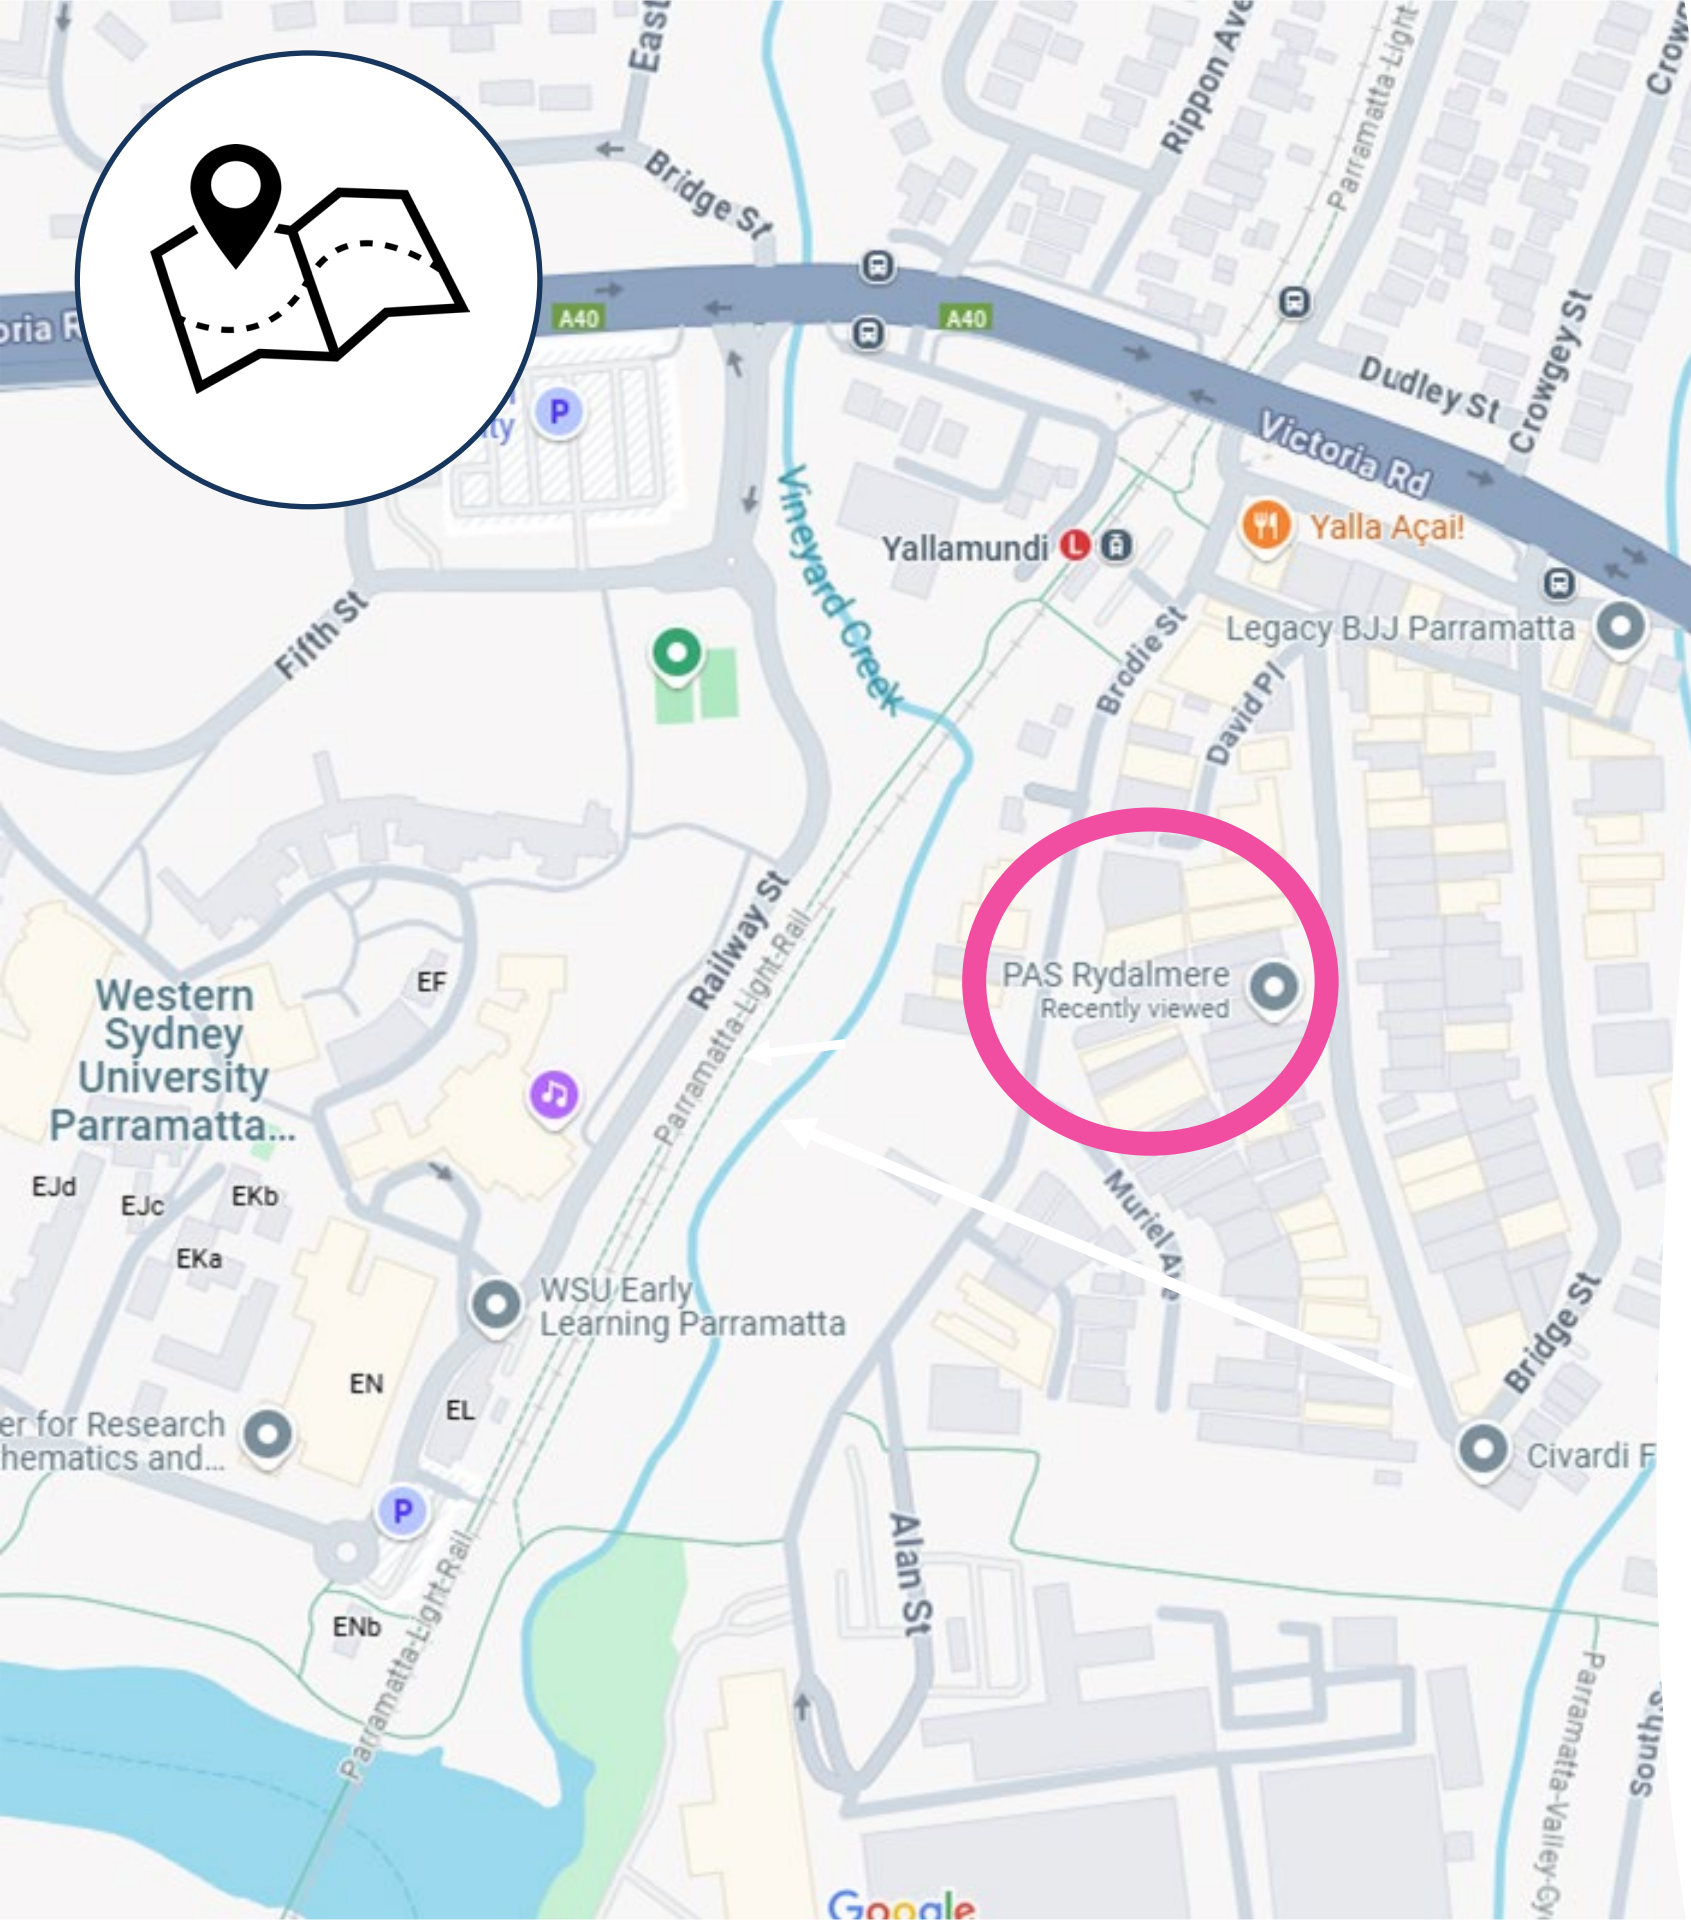 East
Rippon Ave
Parramatta-Light
Crow
Bridge St
oria R
A40
A40
Dudley St
Crowgey St
Victoria Rd
P
ity
Vineyard Creek
Yallamundi L
Yalla Açai!
Legacy BJJ Parramatta
Fifth St
Brodie St
David Pl
Railway St
Parramatta-Light-Rail
PAS Rydalmere
Recently viewed
Western
Sydney
University
Parramatta...
EF
EJd
EJc
EKb
EKa
Muriel Av
WSU Early
Learning Parramatta
Bridge St
EN
EL
er for Research
hematics and...
Civardi F
P
Alan St
ENb
Parramatta-Light-Rail
Parramatta-Valley-Cy
South S
Google